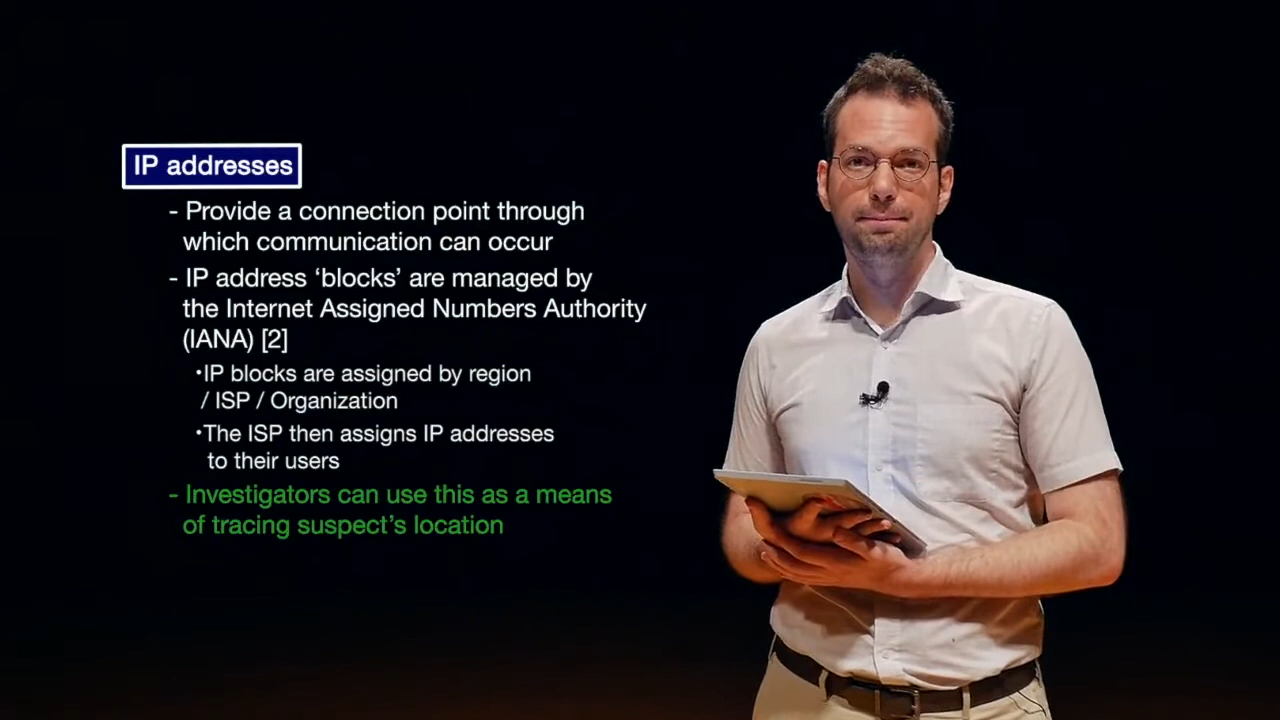 IP addresses
- Provide a connection point through
which communication can occur
- IP address ‘blocks’ are managed by
the Internet Assigned Numbers Authority
(IANA) [2]
•IP blocks are assigned by region
/ ISP / Organization
•The ISP then assigns IP addresses
to their users
- Investigators can use this as a means
of tracing suspect’s location